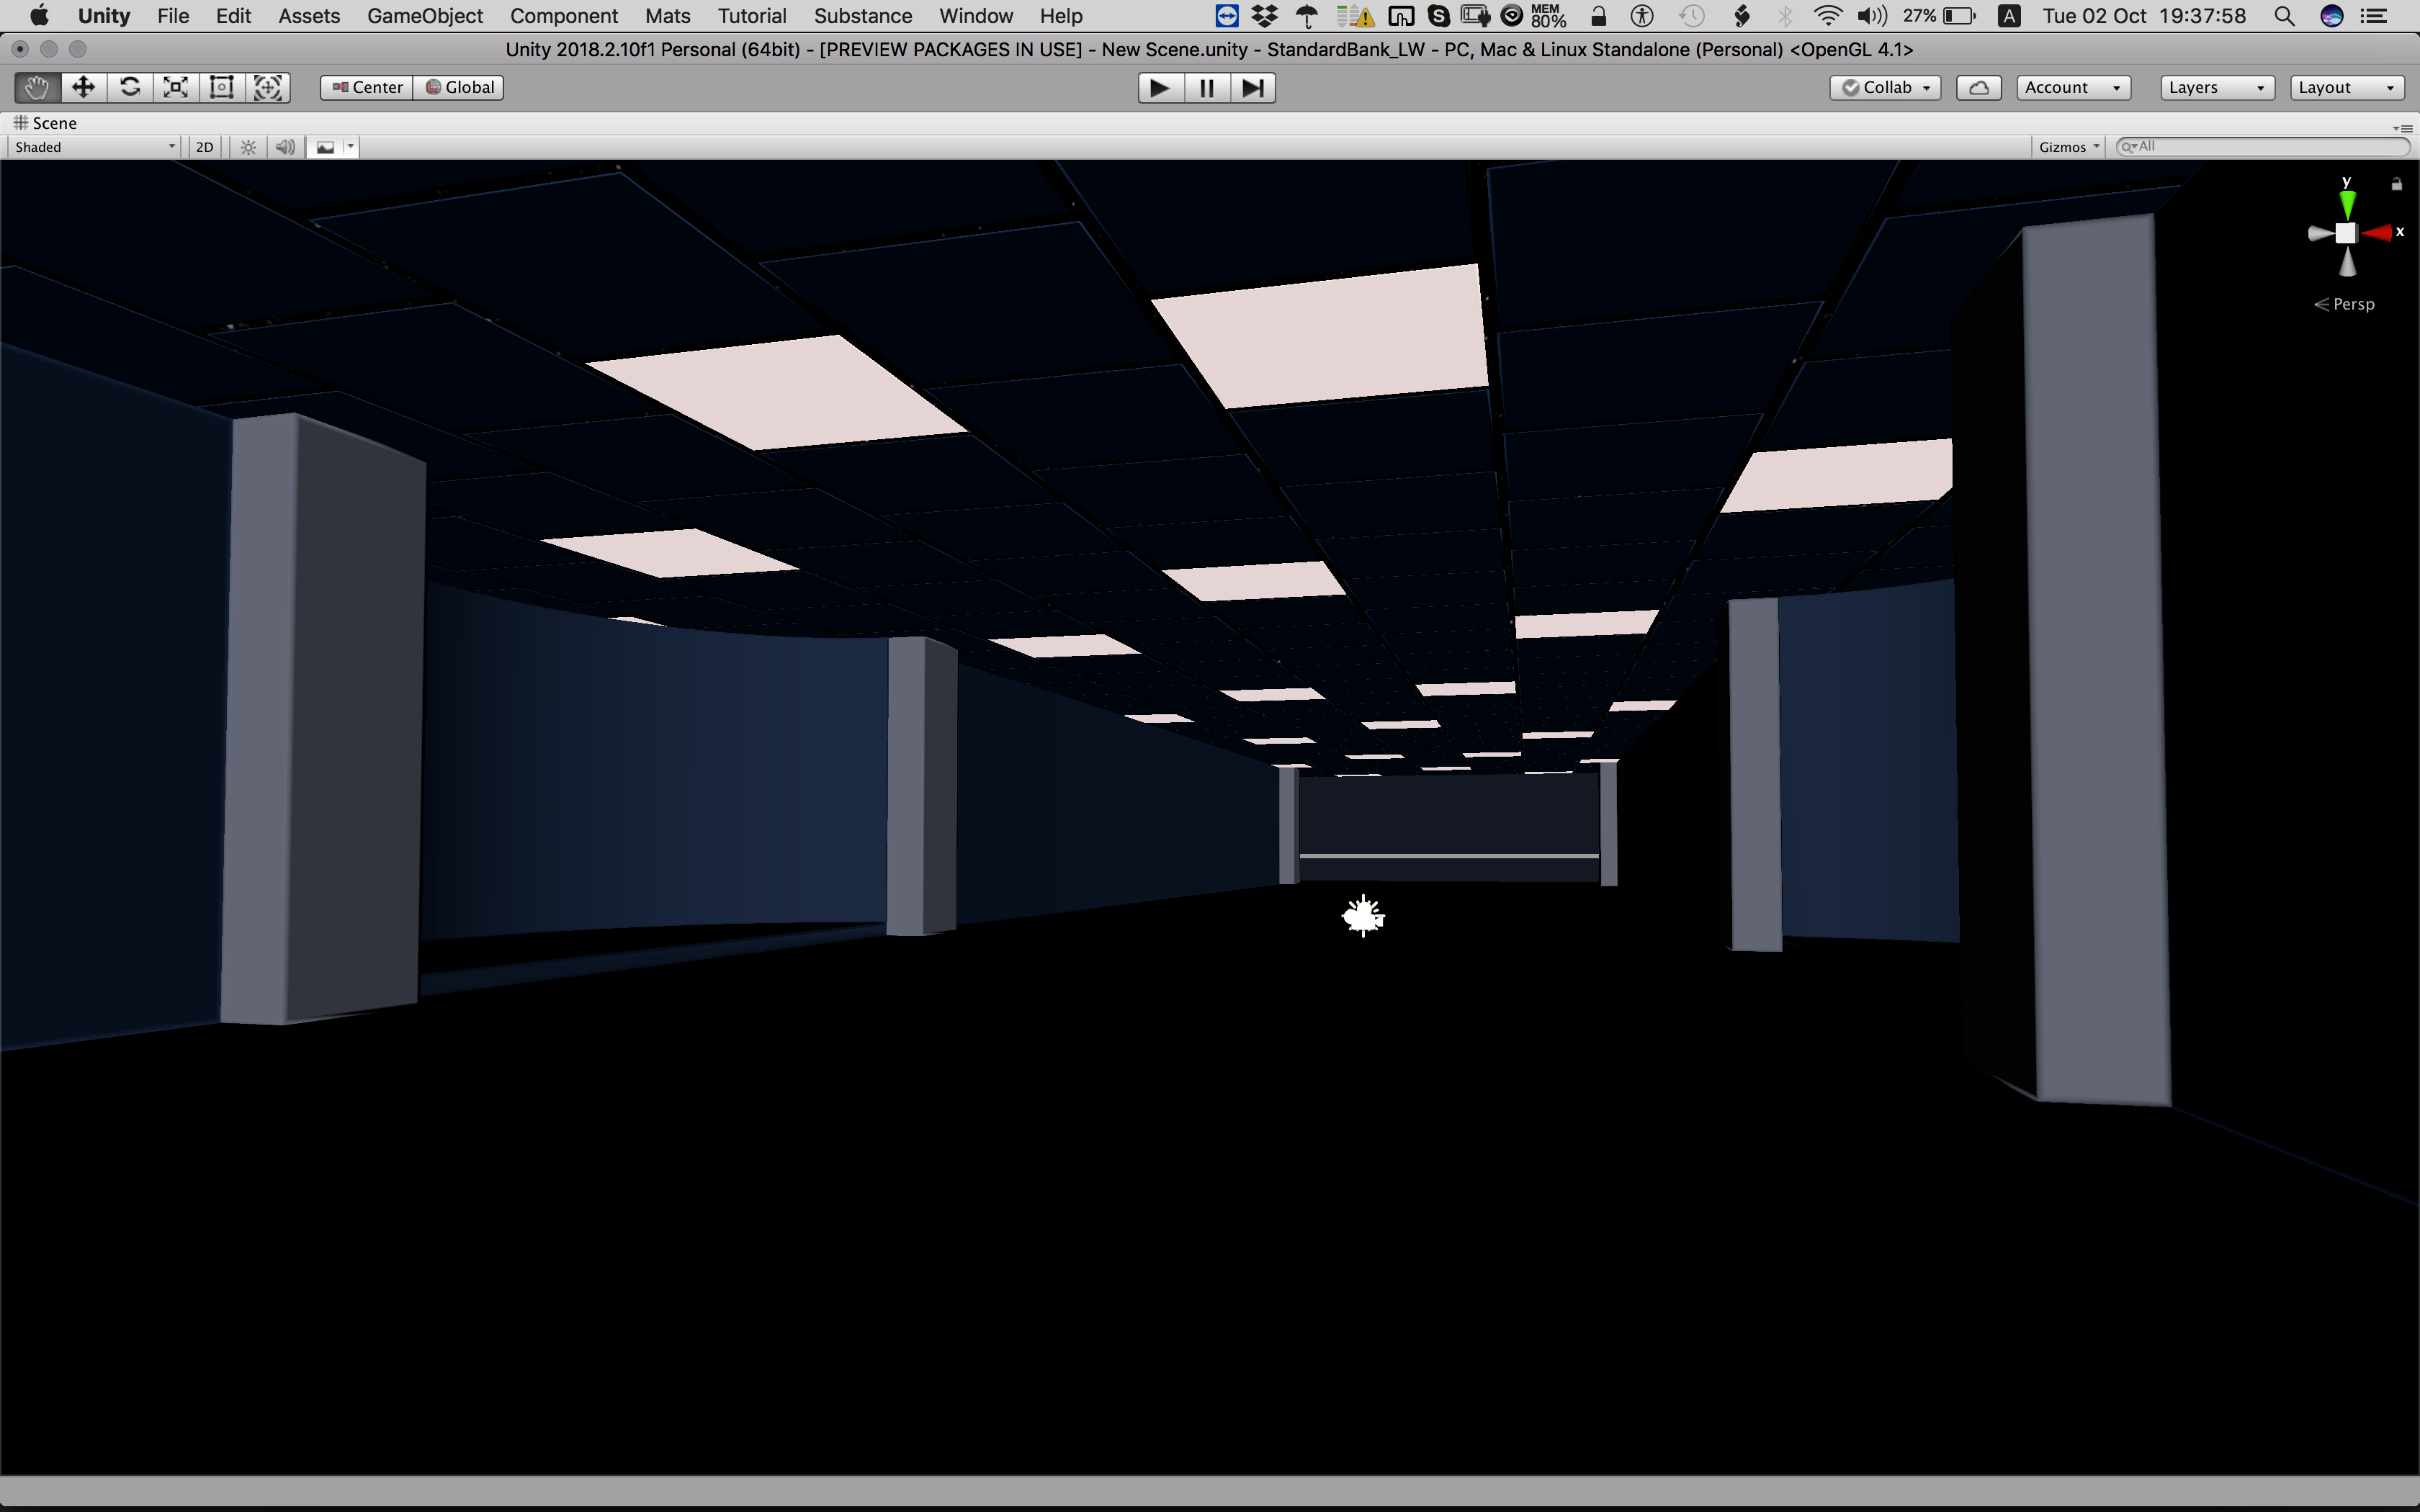 Unity File Edit Assets GameObject Component Mats Tutorial Substance Window Help MEM 80% 27% A Tue 02 Oct 19:37:58
Unity 2018.2.10f1 Personal (64bit) - [PREVIEW PACKAGES IN USE] - New Scene.unity - StandardBank_LW - PC, Mac & Linux Standalone (Personal) <OpenGL 4.1>
Center Global Collab Account Layers Layout
Scene
Shaded 2D Gizmos All
y
x
Persp